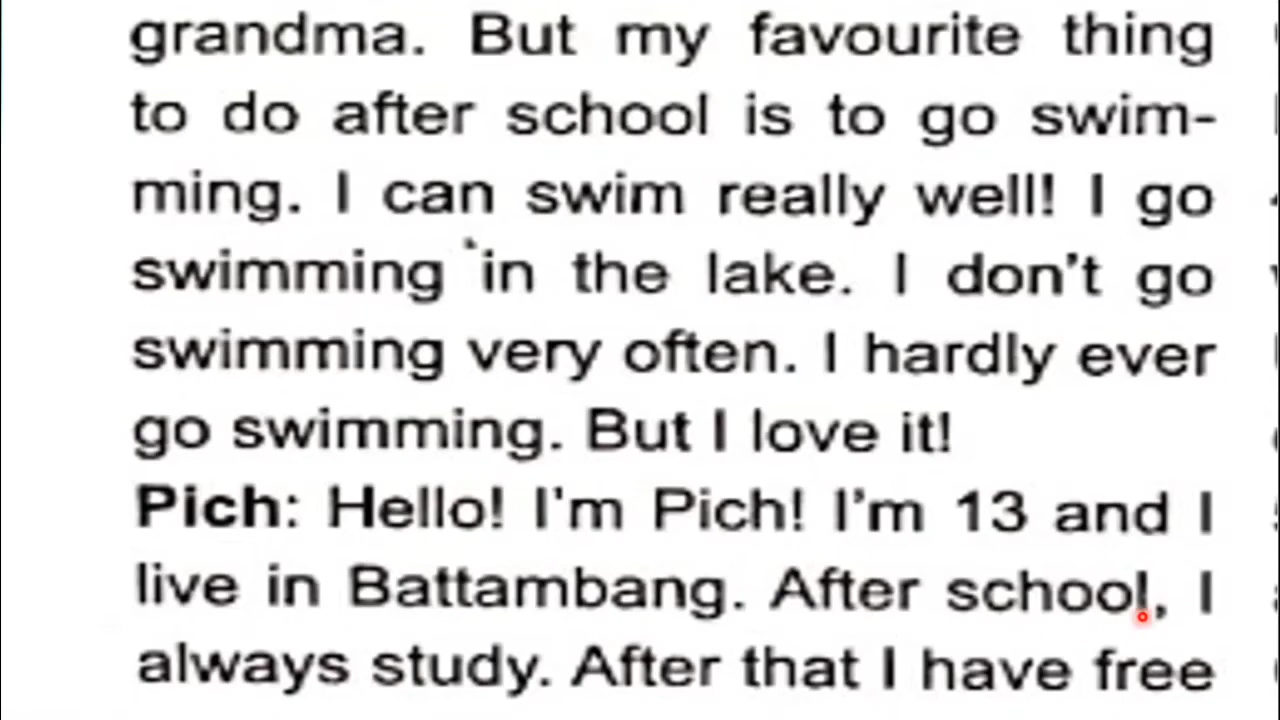 grandma. But my favourite thing
to do after school is to go swim-
ming. I can swim really well! I go
swimming in the lake. I don't go
swimming very often. I hardly ever
go swimming. But I love it!
Pich: Hello! I'm Pich! I'm 13 and I
live in Battambang. After school, I
always study. After that I have free